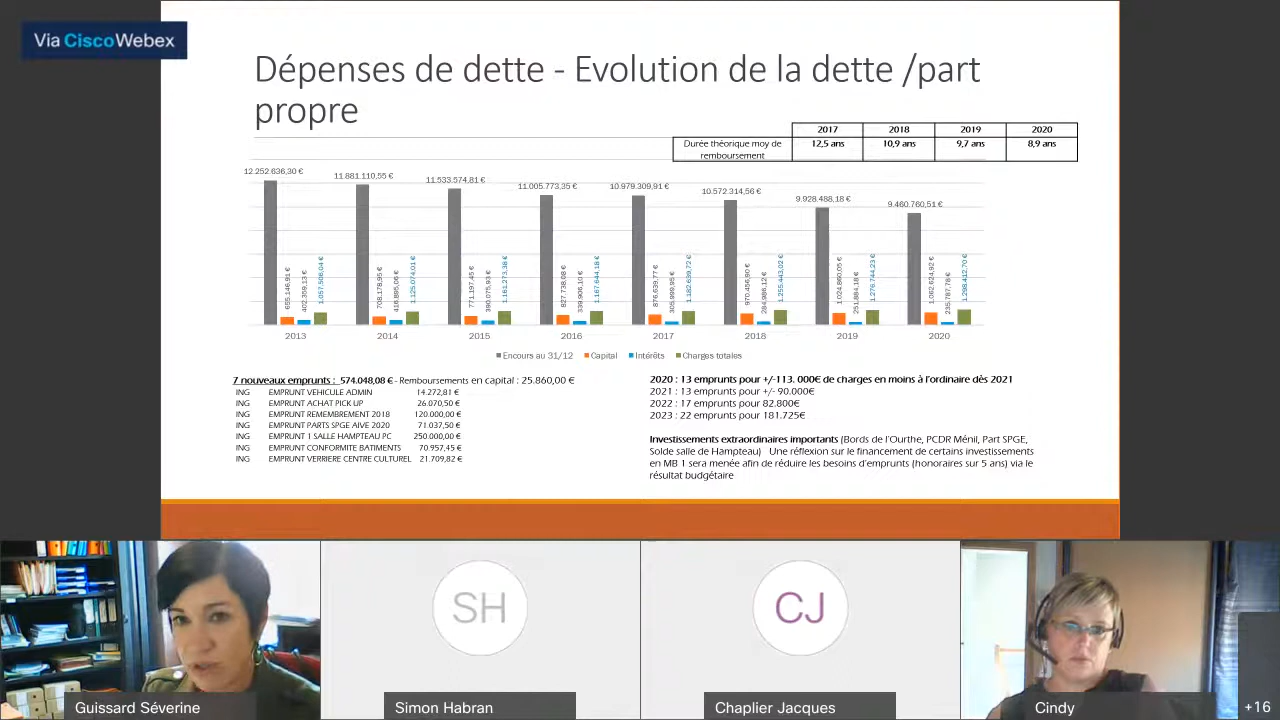 Via CiscoWebex
Dépenses de dette - Evolution de la dette /part
propre
2017 2018 2019 2020
Durée théorique moy de 12,5 ans 10,9 ans 9,7 ans 8,9 ans
remboursement
12.252.636,30 € 11.881.110,55 € 11.533.574,81 € 11.005.773,35 € 10.979.309,91 € 10.572.314,56 € 9.928.488,18 € 9.460.760,51 €
2013 2014 2015 2016 2017 2018 2019 2020
Encours au 31/12 Capital Intérêts Charges totales
7 nouveaux emprunts : 574.048,08 € - Remboursements en capital : 25.860,00 €
ING EMPRUNT VEHICULE ADMIN 14.272,81 €
ING EMPRUNT ACHAT PICK UP 26.070,50 €
ING EMPRUNT REMEMBREMENT 2018 120.000,00 €
ING EMPRUNT PARTS SPGE AIVE 2020 71.037,50 €
ING EMPRUNT 1 SALLE HAMPTEAU PC 250.000,00 €
ING EMPRUNT CONFORMITE BATIMENTS 70.957,45 €
ING EMPRUNT VERRIERE CENTRE CULTUREL 21.709,82 €
2020 : 13 emprunts pour +/-113. 000€ de charges en moins à l'ordinaire dès 2021
2021 : 13 emprunts pour +/- 90.000€
2022 : 17 emprunts pour 82.800€
2023 : 22 emprunts pour 181.725€
Investissements extraordinaires importants (Bords de l'Ourthe, PCDR Ménil, Part SPGE,
Solde salle de Hampteau) Une réflexion sur le financement de certains investissements
en MB 1 sera menée afin de réduire les besoins d'emprunts (honoraires sur 5 ans) via le
résultat budgétaire
SH
CJ
Guissard Séverine
Simon Habran
Chaplier Jacques
Cindy
+16